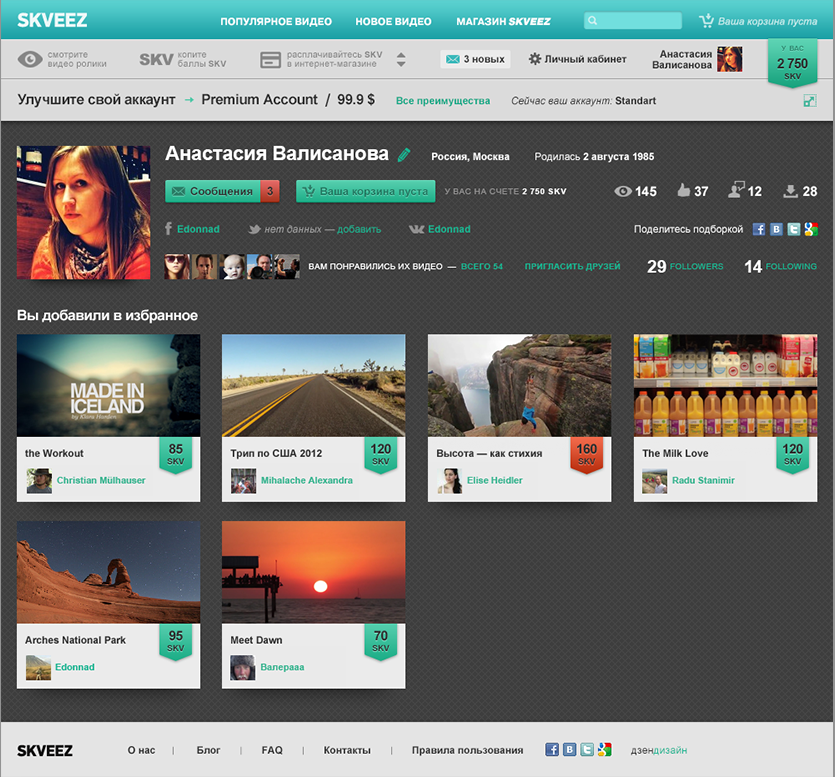 SKVEEZ
ПОПУЛЯРНОЕ ВИДЕО НОВОЕ ВИДЕО МАГАЗИН SKVEEZ Ваша корзина пуста
смотрите
видео ролики
SKV копите
баллы SKV
расплачивайтесь SKV
в интернет-магазине
3 новых
Личный кабинет
Анастасия
Валисанова
У ВАС
2 750
SKV
Улучшите свой аккаунт → Premium Account / 99.9 $ Все преимущества Сейчас ваш аккаунт: Standart
Анастасия Валисанова Россия, Москва Родилась 2 августа 1985
Сообщения 3 Ваша корзина пуста У ВАС НА СЧЕТЕ 2 750 SKV 145 37 12 28
Edonnad нет данных — добавить Edonnad Поделитесь подборкой
ВАМ ПОНРАВИЛИСЬ ИХ ВИДЕО — ВСЕГО 54 ПРИГЛАСИТЬ ДРУЗЕЙ 29 FOLLOWERS 14 FOLLOWING
Вы добавили в избранное
MADE IN
ICELAND
by Klara Harden
the Workout
85
SKV
Christian Mülhauser
Трип по США 2012
120
SKV
Mihalache Alexandra
Высота — как стихия
160
SKV
Elise Heidler
The Milk Love
120
SKV
Radu Stanimir
Arches National Park
95
SKV
Edonnad
Meet Dawn
70
SKV
Валерааа
SKVEEZ О нас | Блог | FAQ | Контакты | Правила пользования дзендизайн